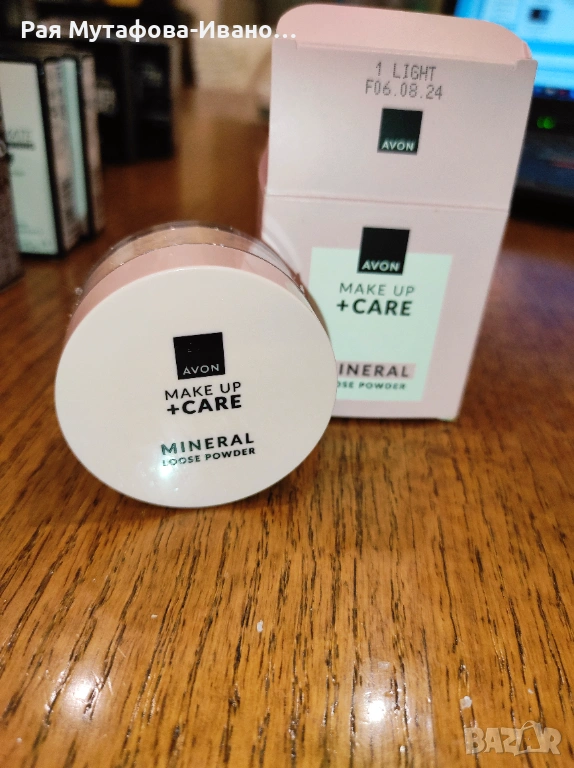 Рая Мутафова-Ивано...
1 LIGHT
F06.08.24
AVON
AVON
MAKE UP
+CARE
MINERAL
LOOSE POWDER
AVON
MAKE UP
+CARE
INERAL
OSE POWDER
BAZAR